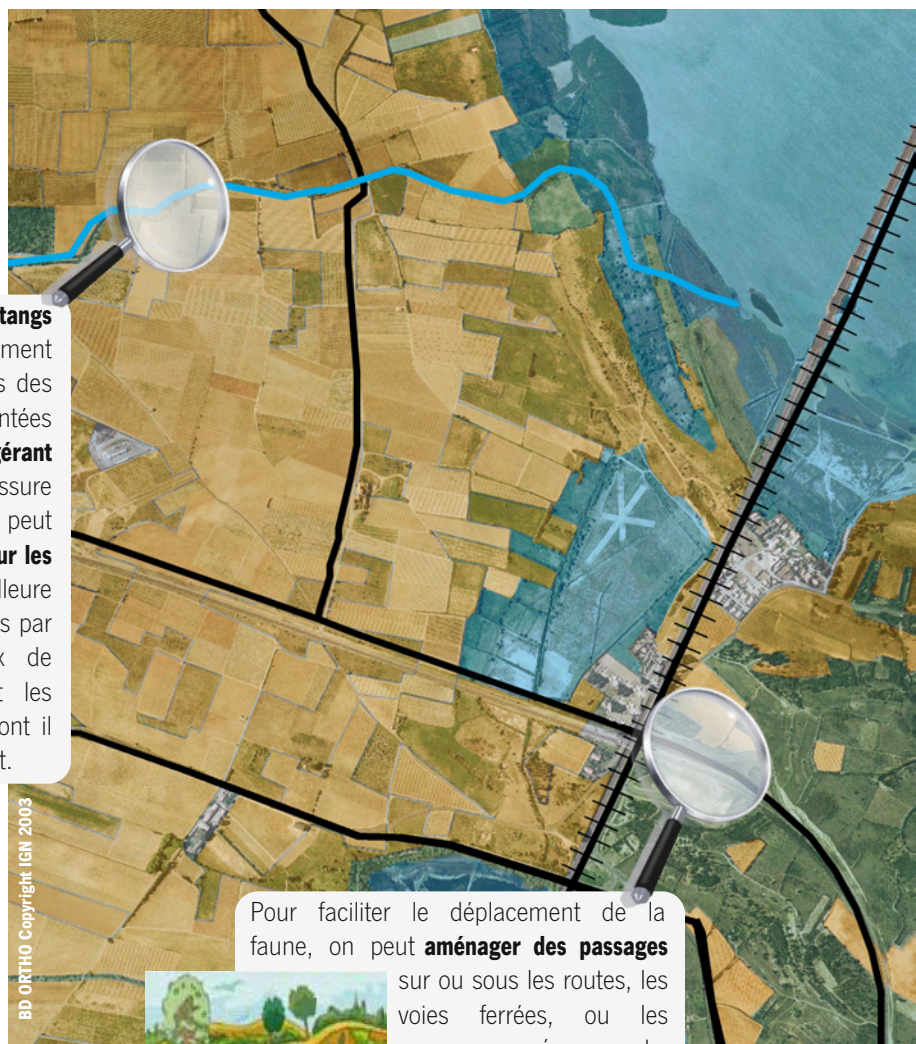 tangs
ment
s des
ntées
gérant
ssure
peut
ur les
lleure
s par
x de
t les
ont il
t.
BD ORTHO Copyright IGN 2003
Pour faciliter le déplacement de la
faune, on peut aménager des passages
sur ou sous les routes, les
voies ferrées, ou les